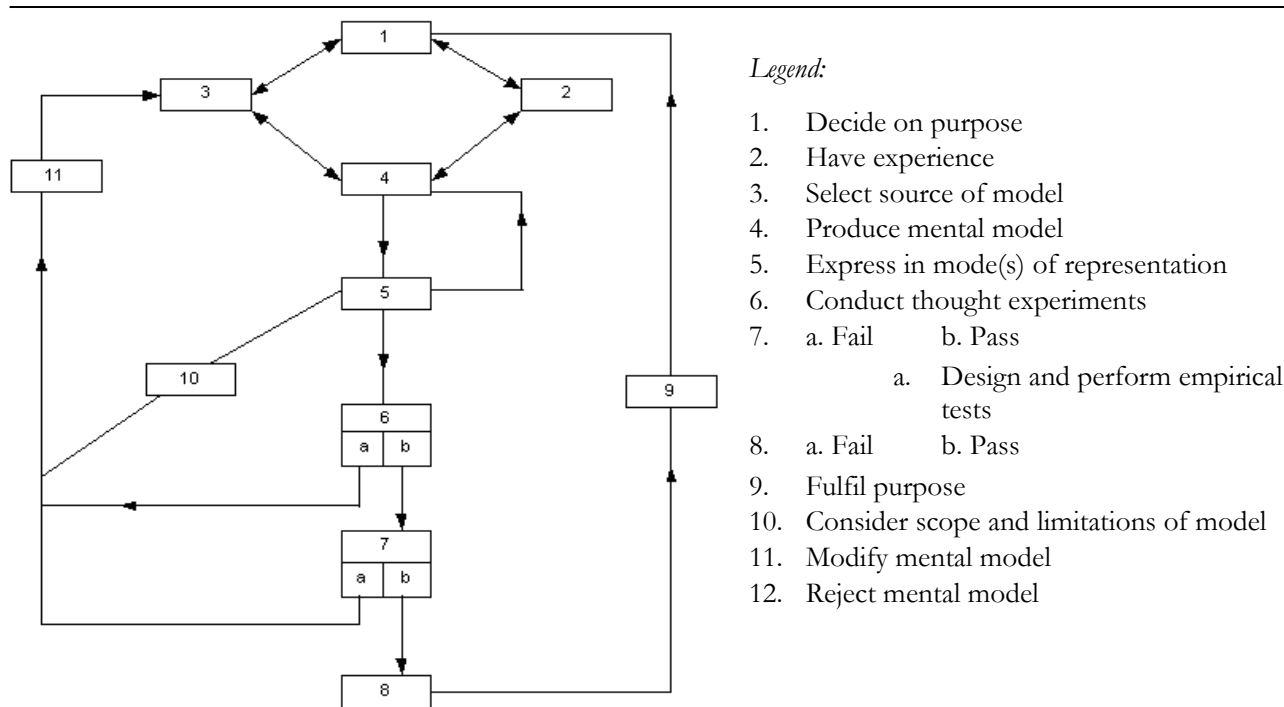 1
3
2
11
4
5
10
9
6
a b
7
a b
8
Legend:
1. Decide on purpose
2. Have experience
3. Select source of model
4. Produce mental model
5. Express in mode(s) of representation
6. Conduct thought experiments
7. a. Fail b. Pass
a. Design and perform empirical
tests
8. a. Fail b. Pass
9. Fulfil purpose
10. Consider scope and limitations of model
11. Modify mental model
12. Reject mental model